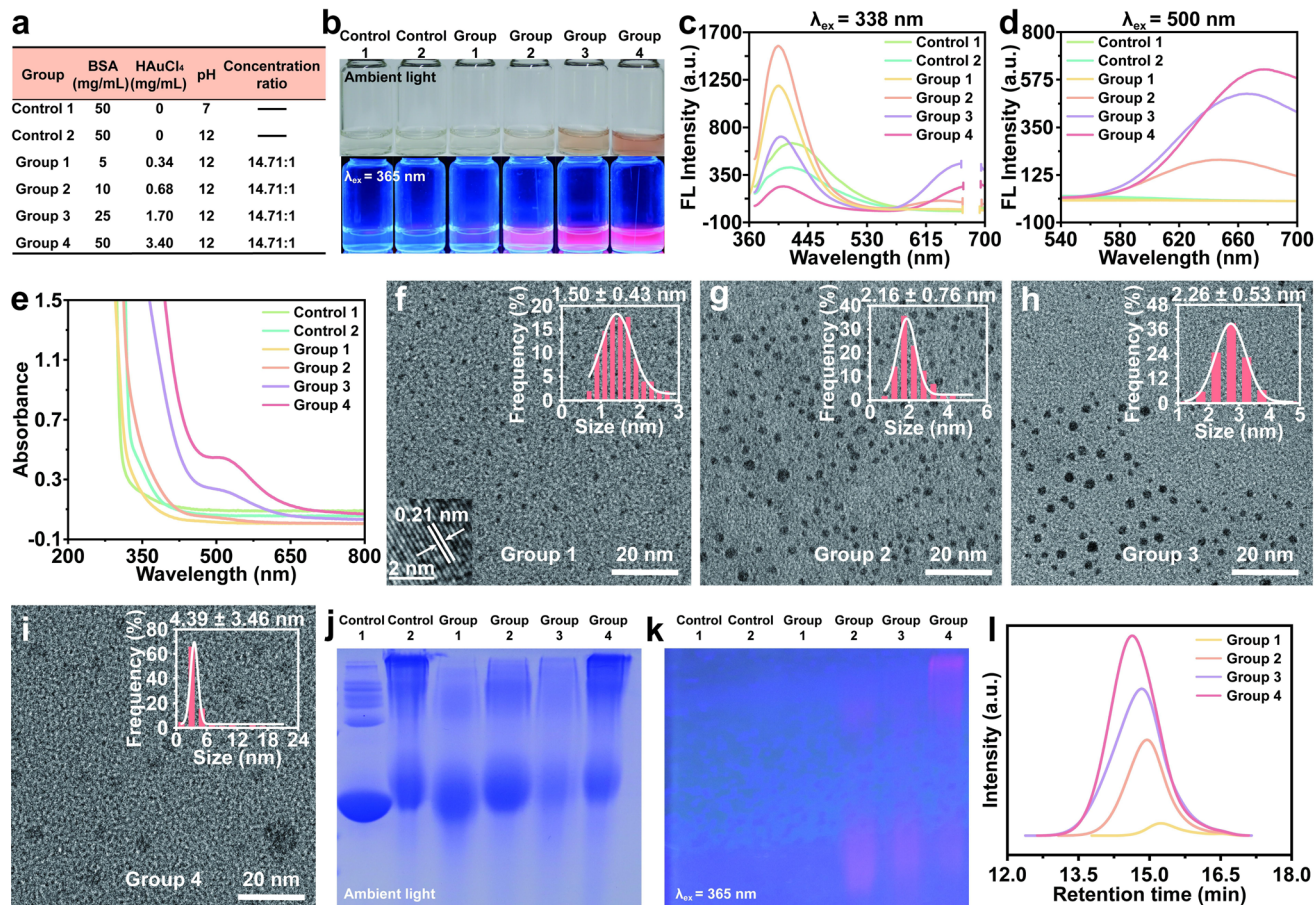 a
Group BSA (mg/mL) HAuCl₄ (mg/mL) pH Concentration ratio
Control 1 50 0 7 —
Control 2 50 0 12 —
Group 1 5 0.34 12 14.71:1
Group 2 10 0.68 12 14.71:1
Group 3 25 1.70 12 14.71:1
Group 4 50 3.40 12 14.71:1
b
Control 1 Control 2 Group 1 Group 2 Group 3 Group 4
Ambient light
λex = 365 nm
c
λex = 338 nm
FL Intensity (a.u.)
1700
1250
800
350
-100
Control 1
Control 2
Group 1
Group 2
Group 3
Group 4
360 445 530 615 700
Wavelength (nm)
d
λex = 500 nm
FL Intensity (a.u.)
800
575
350
125
-100
Control 1
Control 2
Group 1
Group 2
Group 3
Group 4
540 580 620 660 700
Wavelength (nm)
e
Absorbance
1.5
1.1
0.7
0.3
-0.1
Control 1
Control 2
Group 1
Group 2
Group 3
Group 4
200 350 500 650 800
Wavelength (nm)
f
1.50 ± 0.43 nm
Frequency (%)
20
15
10
5
0
0 1 2 3
Size (nm)
0.21 nm
2 nm
Group 1
20 nm
g
2.16 ± 0.76 nm
Frequency (%)
40
30
20
10
0
0 2 4 6
Size (nm)
Group 2
20 nm
h
2.26 ± 0.53 nm
Frequency (%)
48
36
24
12
0
1 2 3 4 5
Size (nm)
Group 3
20 nm
i
4.39 ± 3.46 nm
Frequency (%)
80
60
40
20
0
0 6 12 18 24
Size (nm)
Group 4
20 nm
j
Control 1 Control 2 Group 1 Group 2 Group 3 Group 4
Ambient light
k
Control 1 Control 2 Group 1 Group 2 Group 3 Group 4
λex = 365 nm
l
Intensity (a.u.)
Group 1
Group 2
Group 3
Group 4
12.0 13.5 15.0 16.5 18.0
Retention time (min)